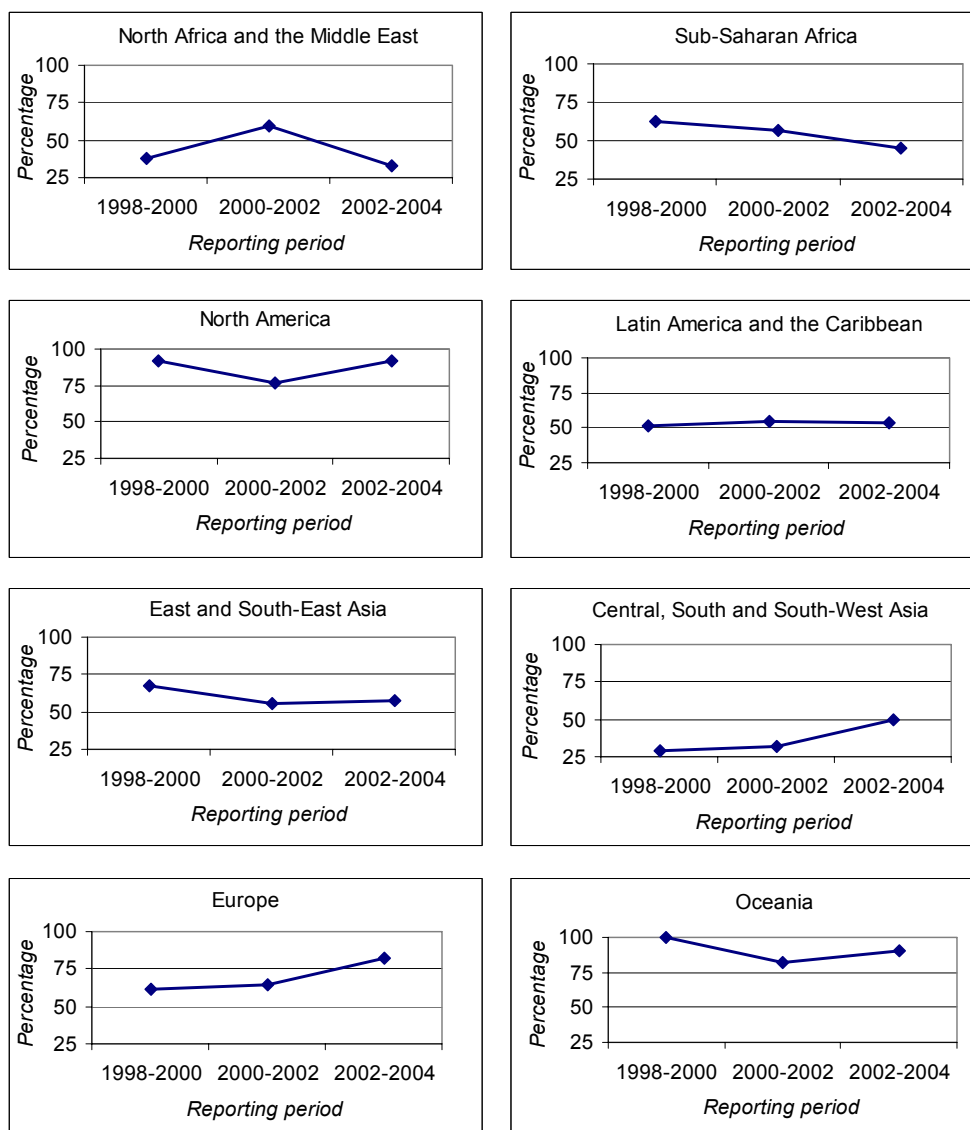 North Africa and the Middle East
Percentage
100
75
50
25
1998-2000 2000-2002 2002-2004
Reporting period
Sub-Saharan Africa
Percentage
100
75
50
25
1998-2000 2000-2002 2002-2004
Reporting period
North America
Percentage
100
75
50
25
1998-2000 2000-2002 2002-2004
Reporting period
Latin America and the Caribbean
Percentage
100
75
50
25
1998-2000 2000-2002 2002-2004
Reporting period
East and South-East Asia
Percentage
100
75
50
25
1998-2000 2000-2002 2002-2004
Reporting period
Central, South and South-West Asia
Percentage
100
75
50
25
1998-2000 2000-2002 2002-2004
Reporting period
Europe
Percentage
100
75
50
25
1998-2000 2000-2002 2002-2004
Reporting period
Oceania
Percentage
100
75
50
25
1998-2000 2000-2002 2002-2004
Reporting period